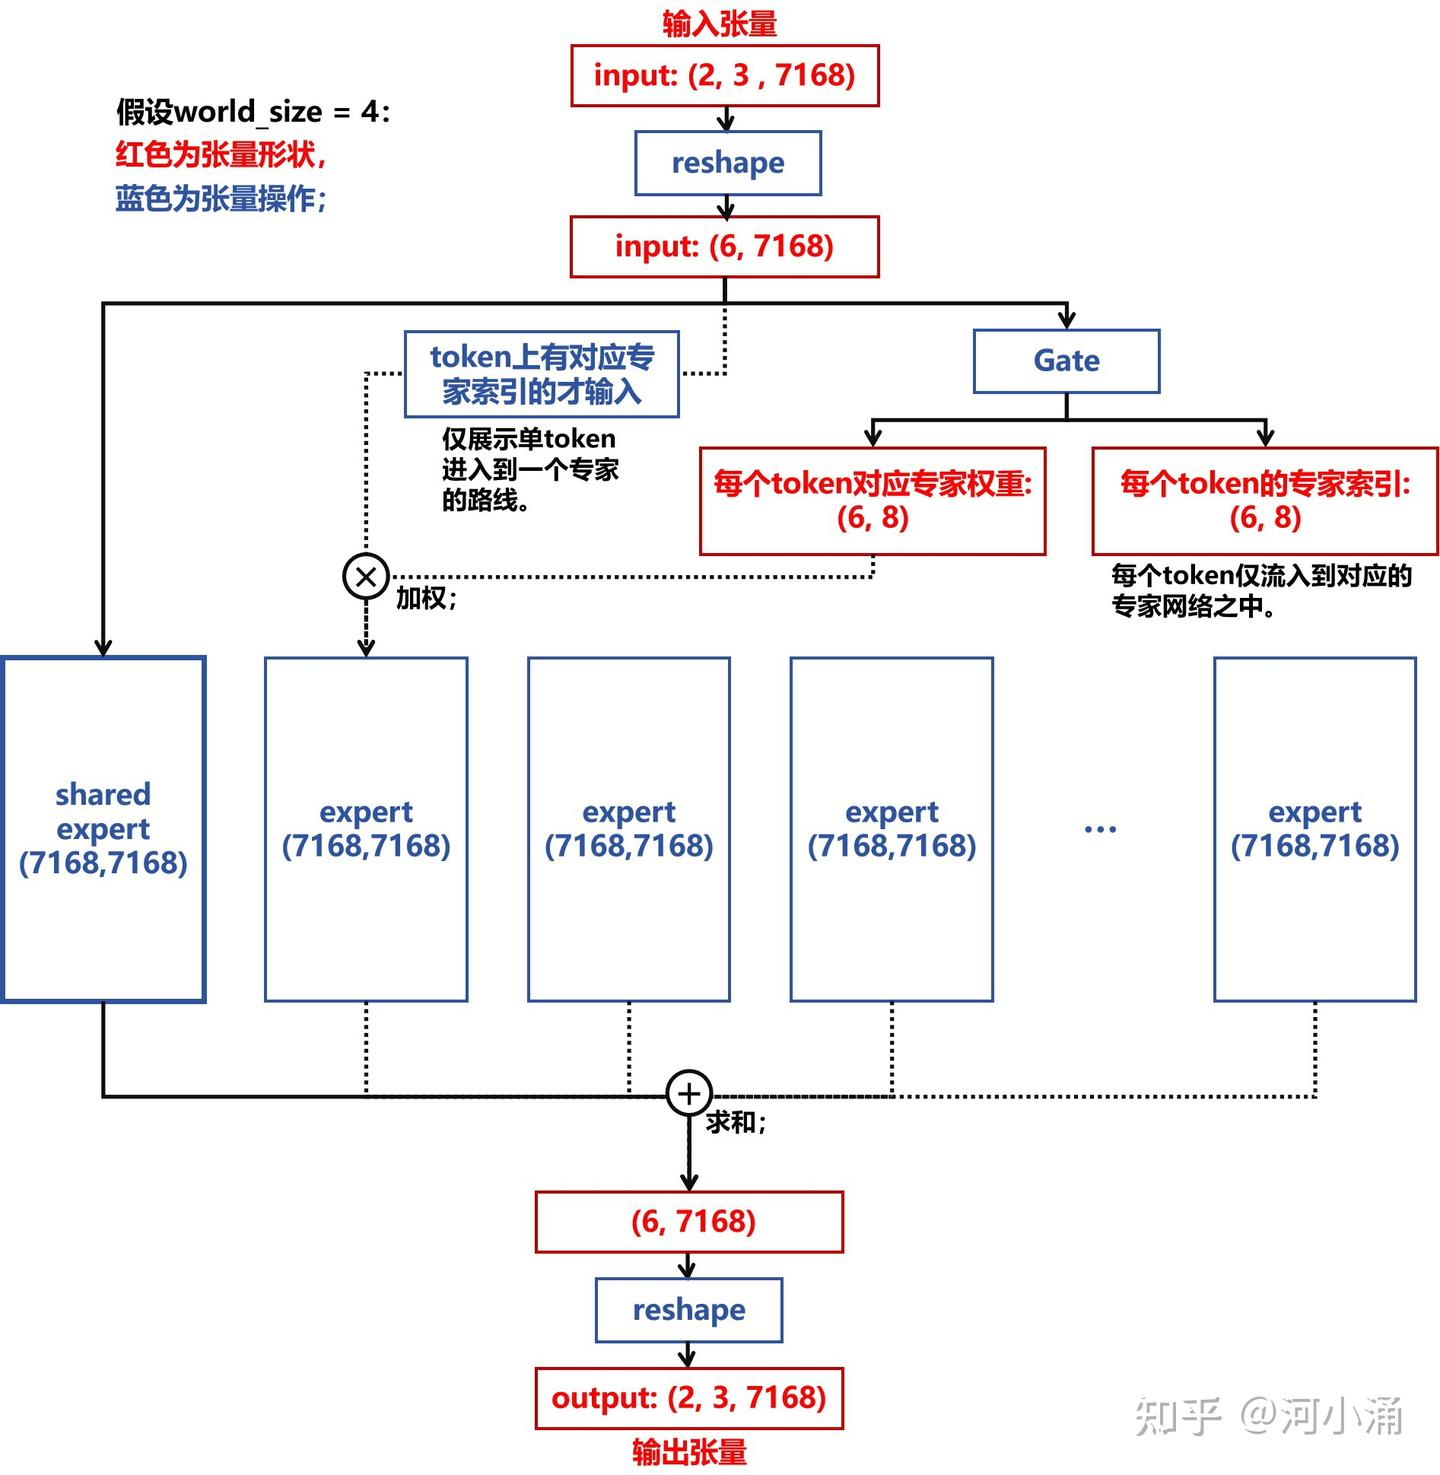 输入张量
input: (2, 3 , 7168)
假设world_size = 4：
红色为张量形状，
蓝色为张量操作；
reshape
input: (6, 7168)
token上有对应专
家索引的才输入
仅展示单token
进入到一个专家
的路线。
Gate
每个token对应专家权重:
(6, 8)
每个token的专家索引:
(6, 8)
每个token仅流入到对应的
专家网络之中。
加权；
shared
expert
(7168,7168)
expert
(7168,7168)
expert
(7168,7168)
expert
(7168,7168)
...
expert
(7168,7168)
求和；
(6, 7168)
reshape
output: (2, 3, 7168)
输出张量
知乎 @河小涌